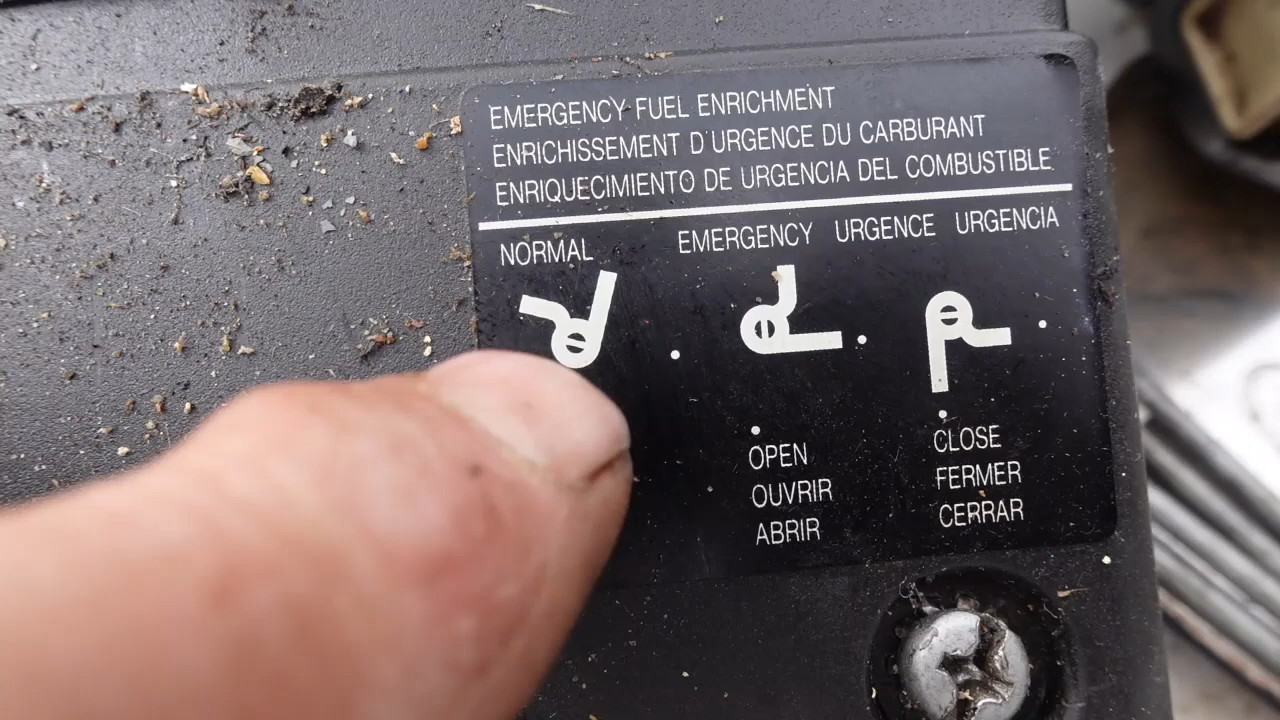 EMERGENCY FUEL ENRICHMENT
ENRICHISSEMENT D'URGENCE DU CARBURANT
ENRIQUECIMIENTO DE URGENCIA DEL COMBUSTIBLE
NORMAL EMERGENCY URGENCE URGENCIA
OPEN CLOSE
OUVRIR FERMER
ABRIR CERRAR